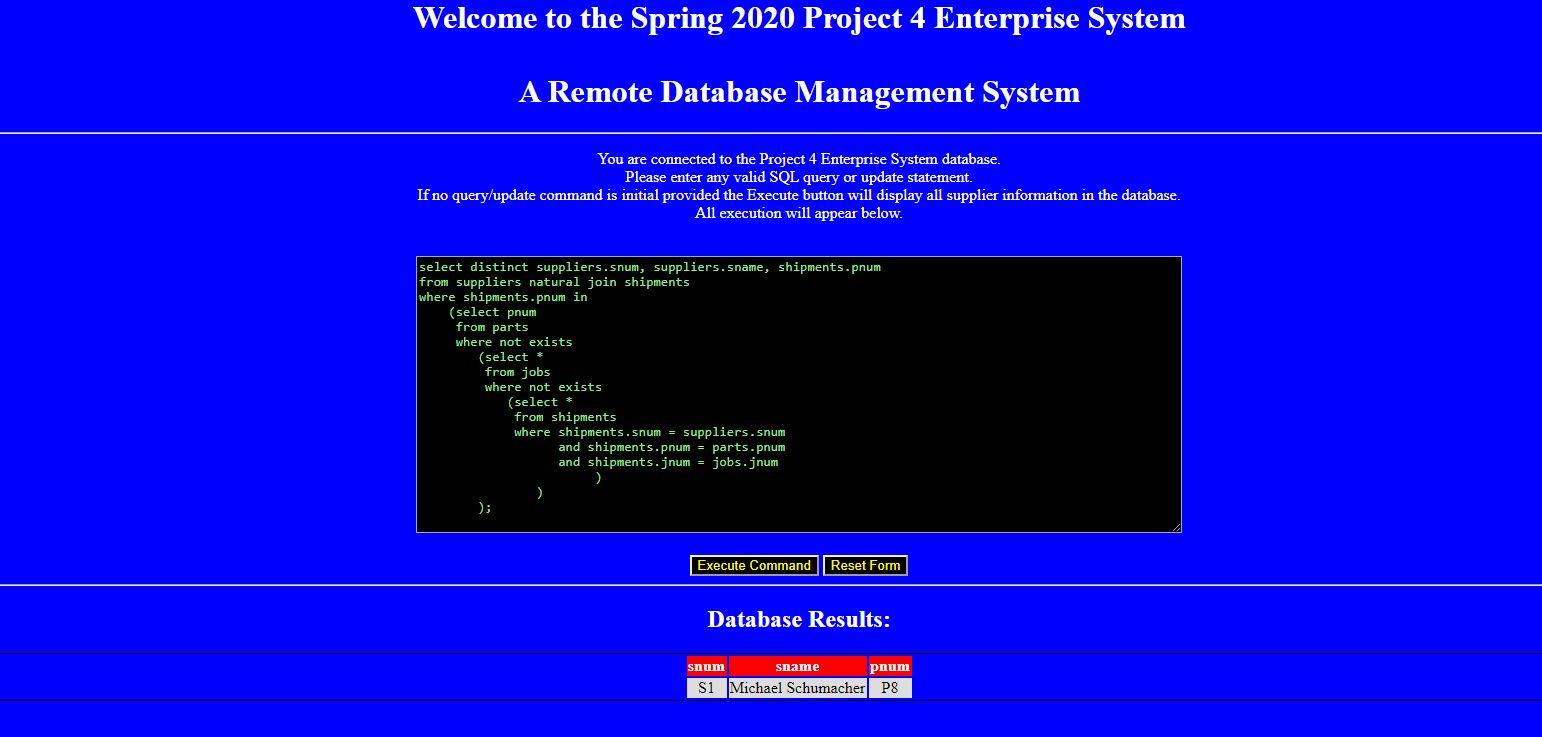 Welcome to the Spring 2020 Project 4 Enterprise System
A Remote Database Management System
You are connected to the Project 4 Enterprise System database.
Please enter any valid SQL query or update statement.
If no query/update command is initial provided the Execute button will display all supplier information in the database.
All execution will appear below.
select distinct suppliers.snum, suppliers.sname, shipments.pnum
from suppliers natural join shipments
where shipments.pnum in
(select pnum
from parts
where not exists
(select *
from jobs
where not exists
(select *
from shipments
where shipments.snum = suppliers.snum
and shipments.pnum = parts.pnum
and shipments.jnum = jobs.jnum
)
)
);
Execute Command Reset Form
Database Results:
snum sname pnum
S1 Michael Schumacher P8